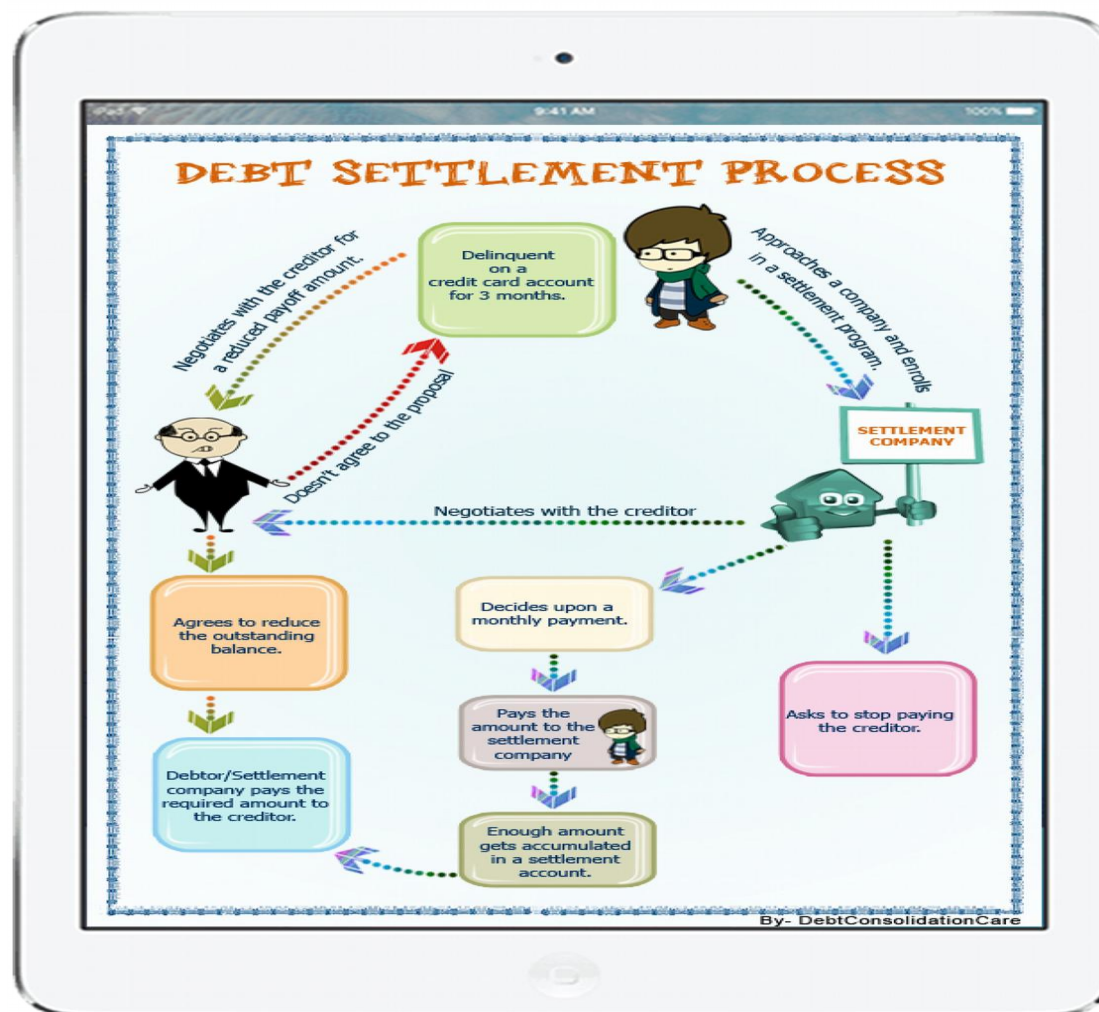 iPad
9:41 AM
100%
DEBT SETTLEMENT PROCESS
Negotiates with the creditor for
a reduced payoff amount.
Delinquent
on a
credit card account
for 3 months.
Approaches a company and enrolls
in a settlement program.
Doesn't agree to the proposal
SETTLEMENT
COMPANY
Negotiates with the creditor
Agrees to reduce
the outstanding
balance.
Decides upon a
monthly payment.
Asks to stop paying
the creditor.
Pays the
amount to the
settlement
company
Debtor/Settlement
company pays the
required amount to
the creditor.
Enough amount
gets accumulated
in a settlement
account.
By- DebtConsolidationCare